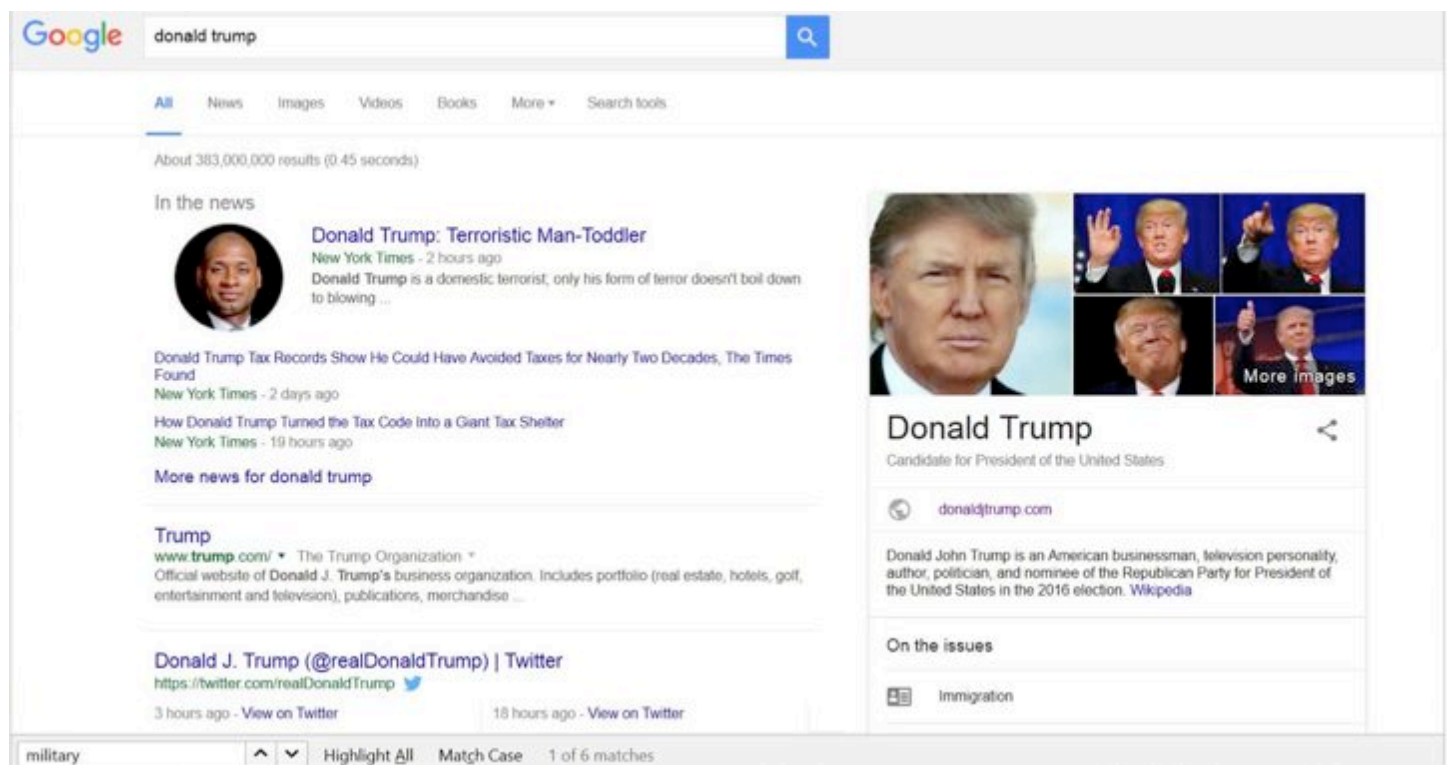 Google
donald trump
All News Images Videos Books More Search tools
About 383,000,000 results (0.45 seconds)
In the news
Donald Trump: Terroristic Man-Toddler
New York Times - 2 hours ago
Donald Trump is a domestic terrorist, only his form of terror doesn't boil down
to blowing ...
Donald Trump Tax Records Show He Could Have Avoided Taxes for Nearly Two Decades, The Times
Found
New York Times - 2 days ago
How Donald Trump Turned the Tax Code Into a Giant Tax Shelter
New York Times - 19 hours ago
More news for donald trump
Trump
www.trump.com/ The Trump Organization
Official website of Donald J. Trump's business organization. Includes portfolio (real estate, hotels, golf,
entertainment and television), publications, merchandise ...
Donald J. Trump (@realDonaldTrump) | Twitter
https://twitter.com/realDonaldTrump
3 hours ago - View on Twitter 18 hours ago - View on Twitter
More images
Donald Trump
Candidate for President of the United States
donaldjtrump.com
Donald John Trump is an American businessman, television personality,
author, politician, and nominee of the Republican Party for President of
the United States in the 2016 election. Wikipedia
On the issues
Immigration
military Highlight All Match Case 1 of 6 matches